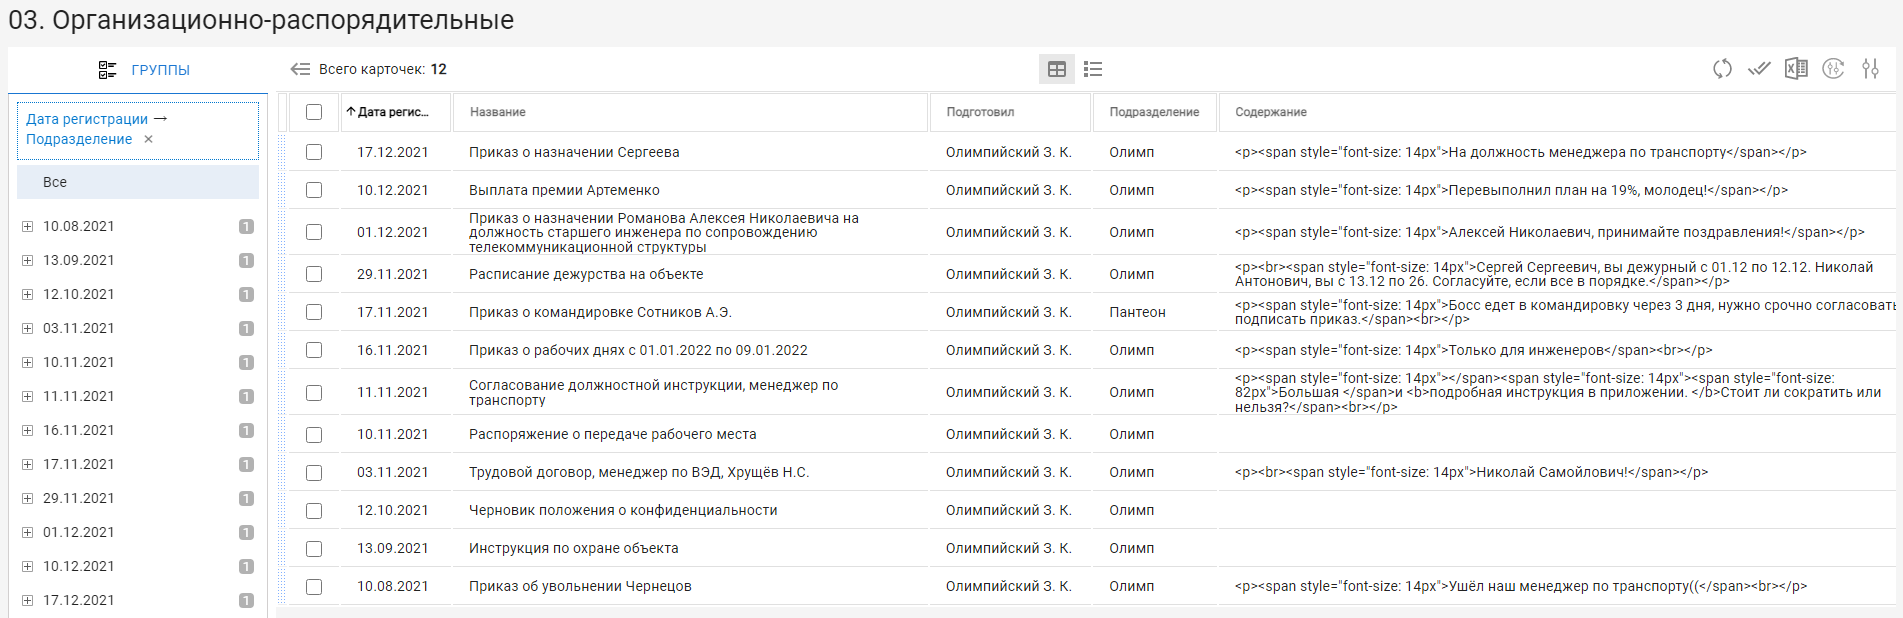 03. Организационно-распорядительные
ГРУППЫ
Всего карточек: 12
Дата регистрации →
Подразделение ×
Все
10.08.2021 1
13.09.2021 1
12.10.2021 1
03.11.2021 1
10.11.2021 1
11.11.2021 1
16.11.2021 1
17.11.2021 1
29.11.2021 1
01.12.2021 1
10.12.2021 1
17.12.2021 1
Дата регис... Название Подготовил Подразделение Содержание
17.12.2021 Приказ о назначении Сергеева Олимпийский З. К. Олимп <p><span style="font-size: 14px">На должность менеджера по транспорту</span></p>
10.12.2021 Выплата премии Артеменко Олимпийский З. К. Олимп <p><span style="font-size: 14px">Перевыполнил план на 19%, молодец!</span></p>
Приказ о назначении Романова Алексея Николаевича на
должность старшего инженера по сопровождению
телекоммуникационной структуры
01.12.2021 Олимпийский З. К. Олимп <p><span style="font-size: 14px">Алексей Николаевич, принимайте поздравления!</span></p>
29.11.2021 Расписание дежурства на объекте Олимпийский З. К. Олимп <p><br><span style="font-size: 14px">Сергей Сергеевич, вы дежурный с 01.12 по 12.12. Николай
Антонович, вы с 13.12 по 26. Согласуйте, если все в порядке.</span></p>
17.11.2021 Приказ о командировке Сотников А.Э. Олимпийский З. К. Пантеон <p><span style="font-size: 14px">Босс едет в командировку через 3 дня, нужно срочно согласовать
подписать приказ.</span><br></p>
16.11.2021 Приказ о рабочих днях с 01.01.2022 по 09.01.2022 Олимпийский З. К. Олимп <p><span style="font-size: 14px">Только для инженеров</span><br></p>
11.11.2021 Согласование должностной инструкции, менеджер по
транспорту
Олимпийский З. К. Олимп <p><span style="font-size: 14px"></span><span style="font-size: 14px"><span style="font-size:
82px">Большая </span>и <b>подробная инструкция в приложении. </b>Стоит ли сократить или
нельзя?</span><br></p>
10.11.2021 Распоряжение о передаче рабочего места Олимпийский З. К. Олимп
03.11.2021 Трудовой договор, менеджер по ВЭД, Хрущёв Н.С. Олимпийский З. К. Олимп <p><br><span style="font-size: 14px">Николай Самойлович!</span></p>
12.10.2021 Черновик положения о конфиденциальности Олимпийский З. К. Олимп
13.09.2021 Инструкция по охране объекта Олимпийский З. К. Олимп
10.08.2021 Приказ об увольнении Чернецов Олимпийский З. К. Олимп <p><span style="font-size: 14px">Ушёл наш менеджер по транспорту((</span><br></p>